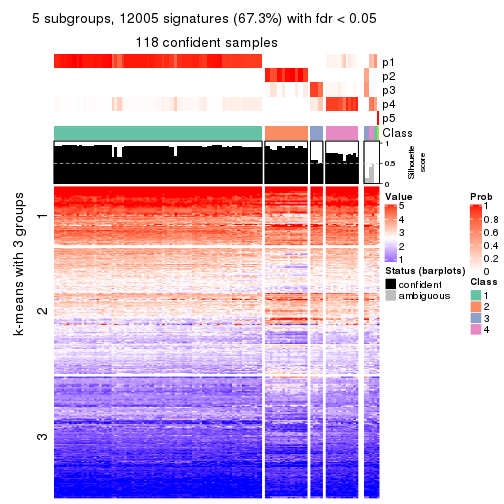 5 subgroups, 12005 signatures (67.3%) with fdr < 0.05
118 confident samples
p1
p2
p3
p4
p5
Class
1
0.5
0
Silhouette
score
k-means with 3 groups
1
2
3
Value
5
4
3
2
1
Status (barplots)
confident
ambiguous
Prob
1
0.8
0.6
0.4
0.2
0
Class
1
2
3
4